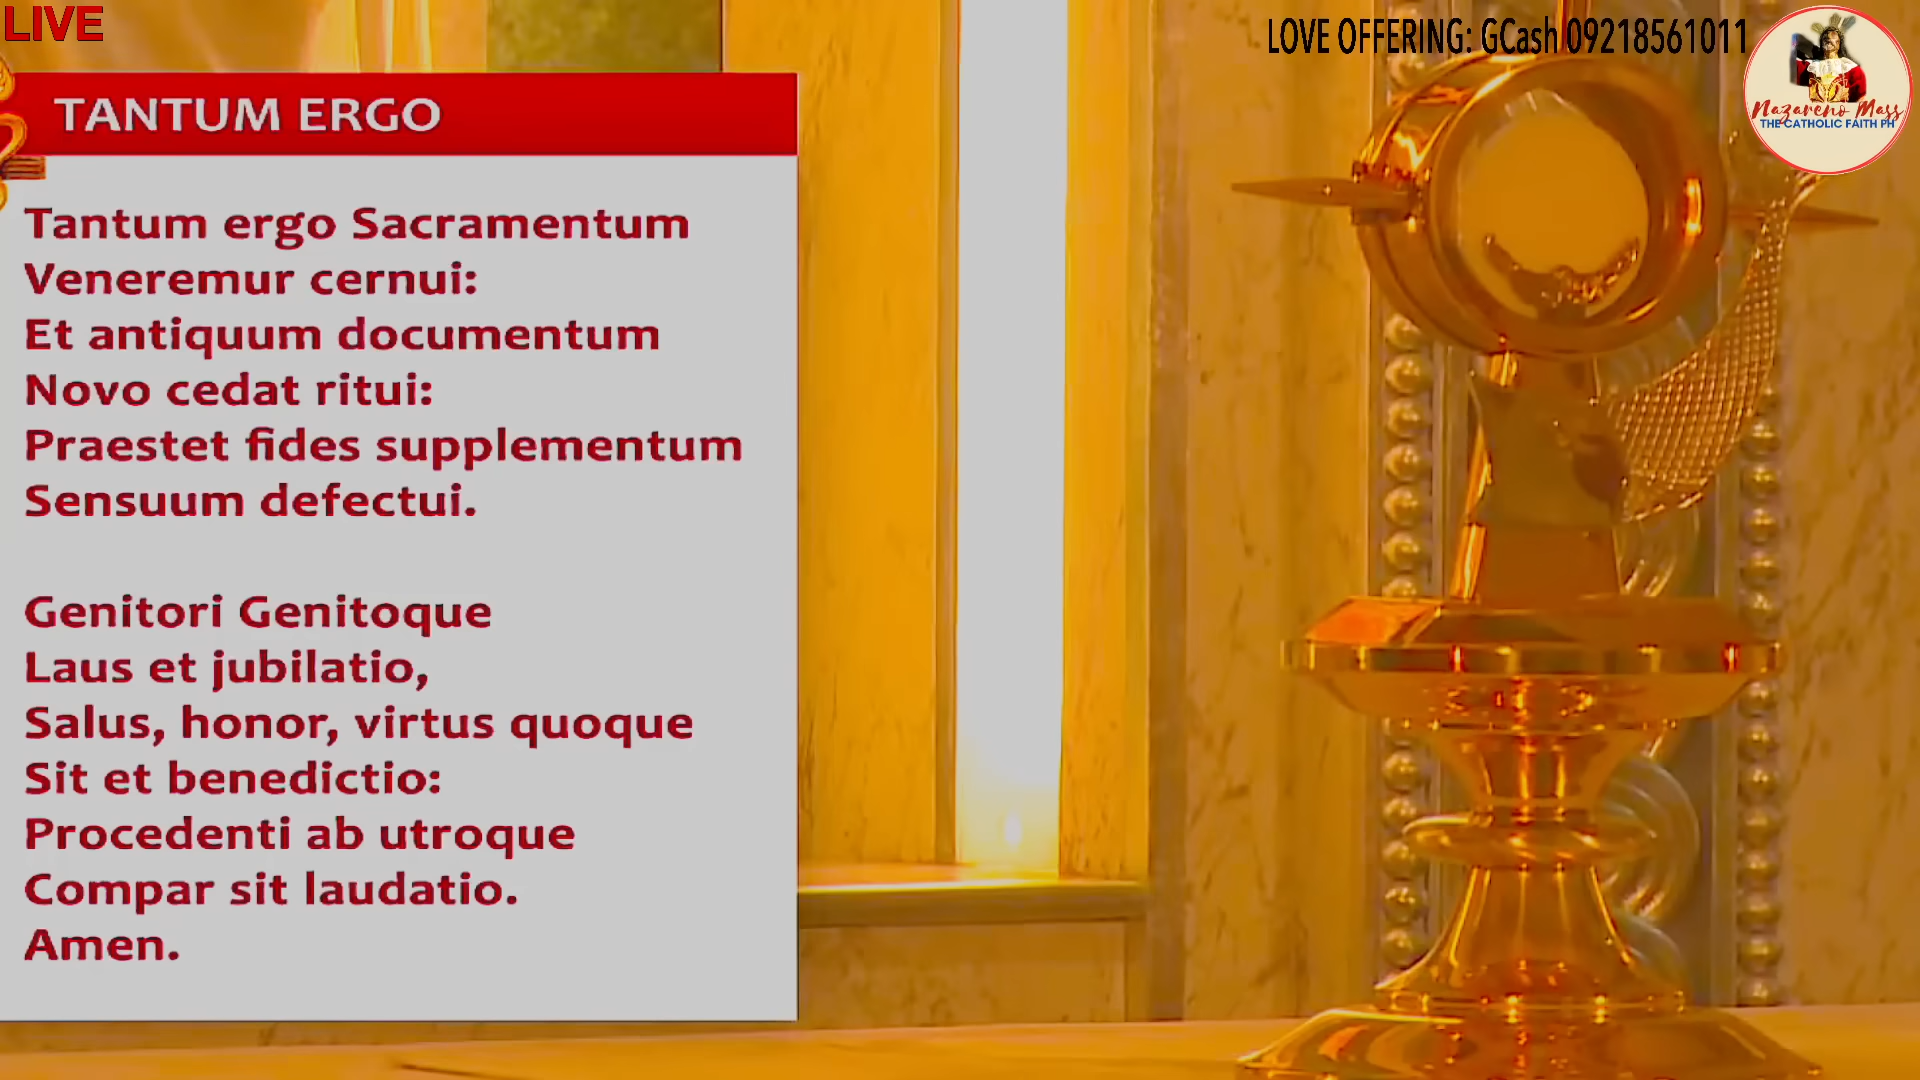 LIVE
LOVE OFFERING: GCash 09218561011
Nazareno Mass
THE CATHOLIC FAITH PH
TANTUM ERGO
Tantum ergo Sacramentum
Veneremur cernui:
Et antiquum documentum
Novo cedat ritui:
Praestet fides supplementum
Sensuum defectui.
Genitori Genitoque
Laus et jubilatio,
Salus, honor, virtus quoque
Sit et benedictio:
Procedenti ab utroque
Compar sit laudatio.
Amen.